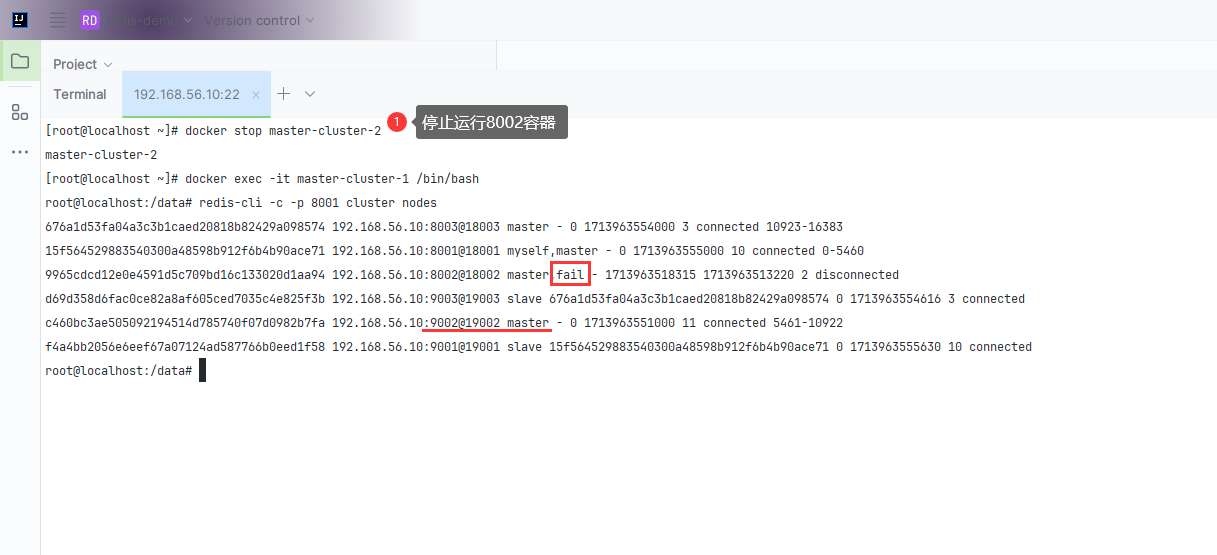 RD redis-demo Version control
Project
Terminal 192.168.56.10:22
[root@localhost ~]# docker stop master-cluster-2 1 停止运行8002容器
master-cluster-2
[root@localhost ~]# docker exec -it master-cluster-1 /bin/bash
root@localhost:/data# redis-cli -c -p 8001 cluster nodes
676a1d53fa04a3c3b1caed20818b82429a098574 192.168.56.10:8003@18003 master - 0 1713963554000 3 connected 10923-16383
15f564529883540300a48598b912f6b4b90ace71 192.168.56.10:8001@18001 myself,master - 0 1713963555000 10 connected 0-5460
9965cdcd12e0e4591d5c709bd16c133020d1aa94 192.168.56.10:8002@18002 master,fail - 1713963518315 1713963513220 2 disconnected
d69d358d6fac0ce82a8af605ced7035c4e825f3b 192.168.56.10:9003@19003 slave 676a1d53fa04a3c3b1caed20818b82429a098574 0 1713963554616 3 connected
c460bc3ae505092194514d785740f07d0982b7fa 192.168.56.10:9002@19002 master - 0 1713963551000 11 connected 5461-10922
f4a4bb2056e6eef67a07124ad587766b0eed1f58 192.168.56.10:9001@19001 slave 15f564529883540300a48598b912f6b4b90ace71 0 1713963555630 10 connected
root@localhost:/data#